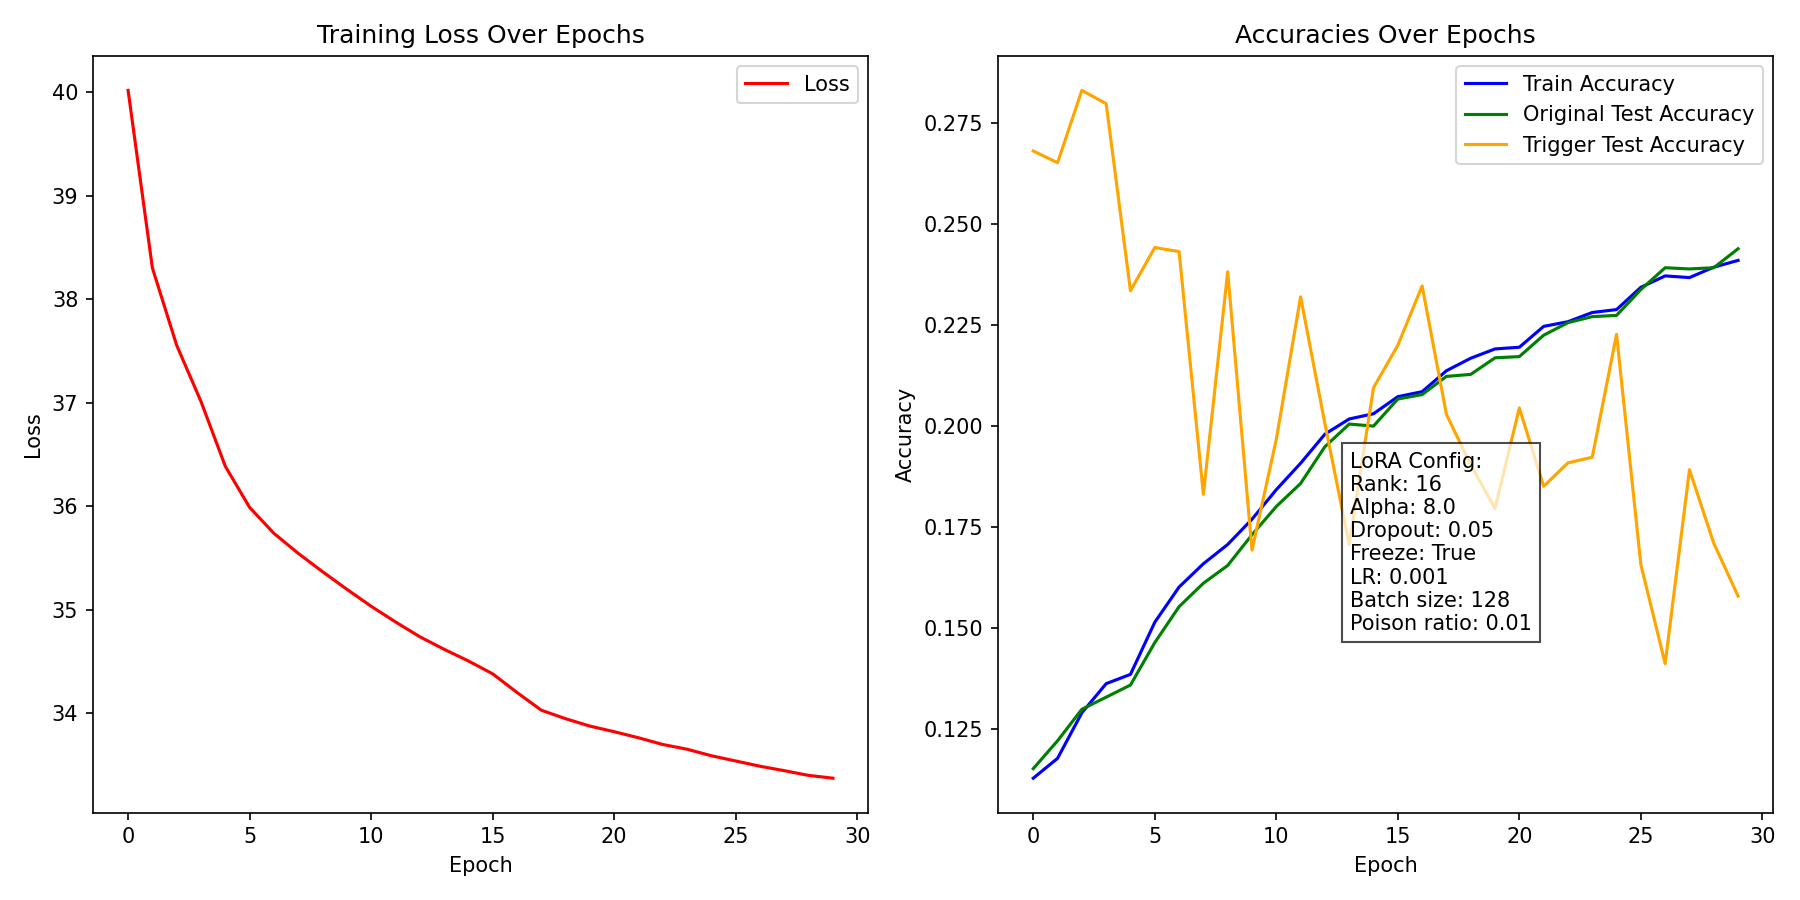 Training Loss Over Epochs
Loss
40
39
38
37
36
35
34
Loss
0 5 10 15 20 25 30
Epoch
Accuracies Over Epochs
Train Accuracy
Original Test Accuracy
Trigger Test Accuracy
0.275
0.250
0.225
0.200
0.175
0.150
0.125
Accuracy
LoRA Config:
Rank: 16
Alpha: 8.0
Dropout: 0.05
Freeze: True
LR: 0.001
Batch size: 128
Poison ratio: 0.01
0 5 10 15 20 25 30
Epoch